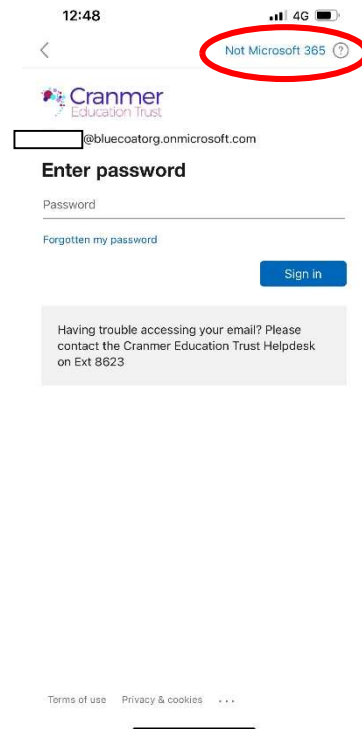 12:48
4G
Not Microsoft 365 ?
Cranmer
Education Trust
@bluecoatorg.onmicrosoft.com
Enter password
Password
Forgotten my password
Sign in
Having trouble accessing your email? Please
contact the Cranmer Education Trust Helpdesk
on Ext 8623
Terms of use Privacy & cookies ...